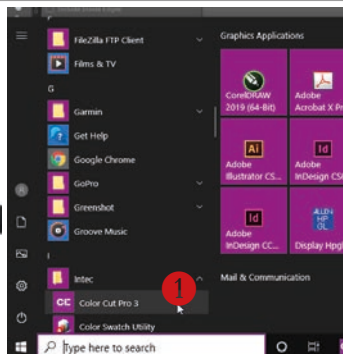 FileZilla FTP Client
Films & TV
G
Garmin
Get Help
Google Chrome
GoPro
Greenshot
Groove Music
I
Intec
1
CC Color Cut Pro 3
Color Swatch Utility
Type here to search
Graphics Applications
CorelDRAW
2019 (64-Bit)
Adobe
Acrobat X Pr
Ai
Adobe
Illustrator CS...
Id
Adobe
InDesign CS
Id
Adobe
InDesign CC...
Display Hpgl
Mail & Communication